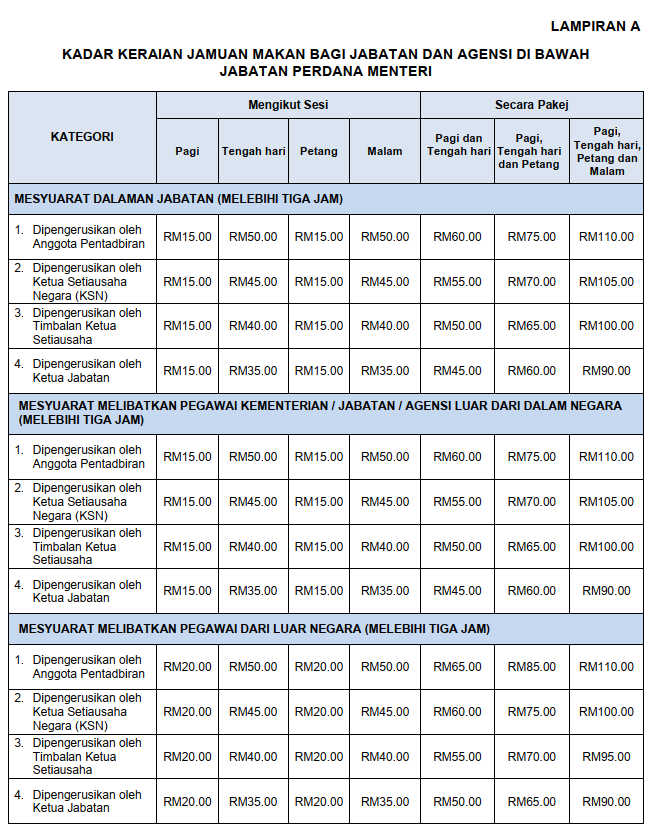 LAMPIRAN A
KADAR KERAIAN JAMUAN MAKAN BAGI JABATAN DAN AGENSI DI BAWAH
JABATAN PERDANA MENTERI
KATEGORI
Mengikut Sesi
Secara Pakej
Pagi
Tengah hari
Petang
Malam
Pagi dan
Tengah hari
Pagi,
Tengah hari
dan Petang
Pagi,
Tengah hari,
Petang dan
Malam
MESYUARAT DALAMAN JABATAN (MELEBIHI TIGA JAM)
1. Dipengerusikan oleh
Anggota Pentadbiran
RM15.00 RM50.00 RM15.00 RM50.00 RM60.00 RM75.00 RM110.00
2. Dipengerusikan oleh
Ketua Setiausaha
Negara (KSN)
RM15.00 RM45.00 RM15.00 RM45.00 RM55.00 RM70.00 RM105.00
3. Dipengerusikan oleh
Timbalan Ketua
Setiausaha
RM15.00 RM40.00 RM15.00 RM40.00 RM50.00 RM65.00 RM100.00
4. Dipengerusikan oleh
Ketua Jabatan
RM15.00 RM35.00 RM15.00 RM35.00 RM45.00 RM60.00 RM90.00
MESYUARAT MELIBATKAN PEGAWAI KEMENTERIAN / JABATAN / AGENSI LUAR DARI DALAM NEGARA
(MELEBIHI TIGA JAM)
1. Dipengerusikan oleh
Anggota Pentadbiran
RM15.00 RM50.00 RM15.00 RM50.00 RM60.00 RM75.00 RM110.00
2. Dipengerusikan oleh
Ketua Setiausaha
Negara (KSN)
RM15.00 RM45.00 RM15.00 RM45.00 RM55.00 RM70.00 RM105.00
3. Dipengerusikan oleh
Timbalan Ketua
Setiausaha
RM15.00 RM40.00 RM15.00 RM40.00 RM50.00 RM65.00 RM100.00
4. Dipengerusikan oleh
Ketua Jabatan
RM15.00 RM35.00 RM15.00 RM35.00 RM45.00 RM60.00 RM90.00
MESYUARAT MELIBATKAN PEGAWAI DARI LUAR NEGARA (MELEBIHI TIGA JAM)
1. Dipengerusikan oleh
Anggota Pentadbiran
RM20.00 RM50.00 RM20.00 RM50.00 RM65.00 RM85.00 RM110.00
2. Dipengerusikan oleh
Ketua Setiausaha
Negara (KSN)
RM20.00 RM45.00 RM20.00 RM45.00 RM60.00 RM75.00 RM100.00
3. Dipengerusikan oleh
Timbalan Ketua
Setiausaha
RM20.00 RM40.00 RM20.00 RM40.00 RM55.00 RM70.00 RM95.00
4. Dipengerusikan oleh
Ketua Jabatan
RM20.00 RM35.00 RM20.00 RM35.00 RM50.00 RM65.00 RM90.00